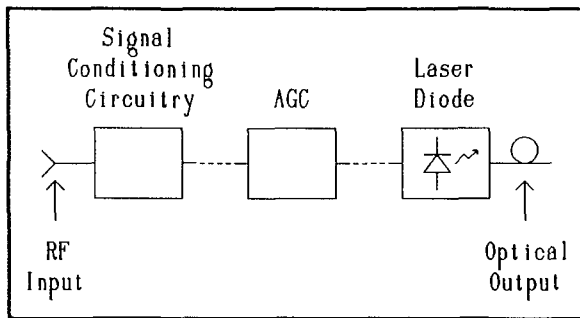 Signal
Conditioning
Circuitry
AGC
Laser
Diode
RF
Input
Optical
Output